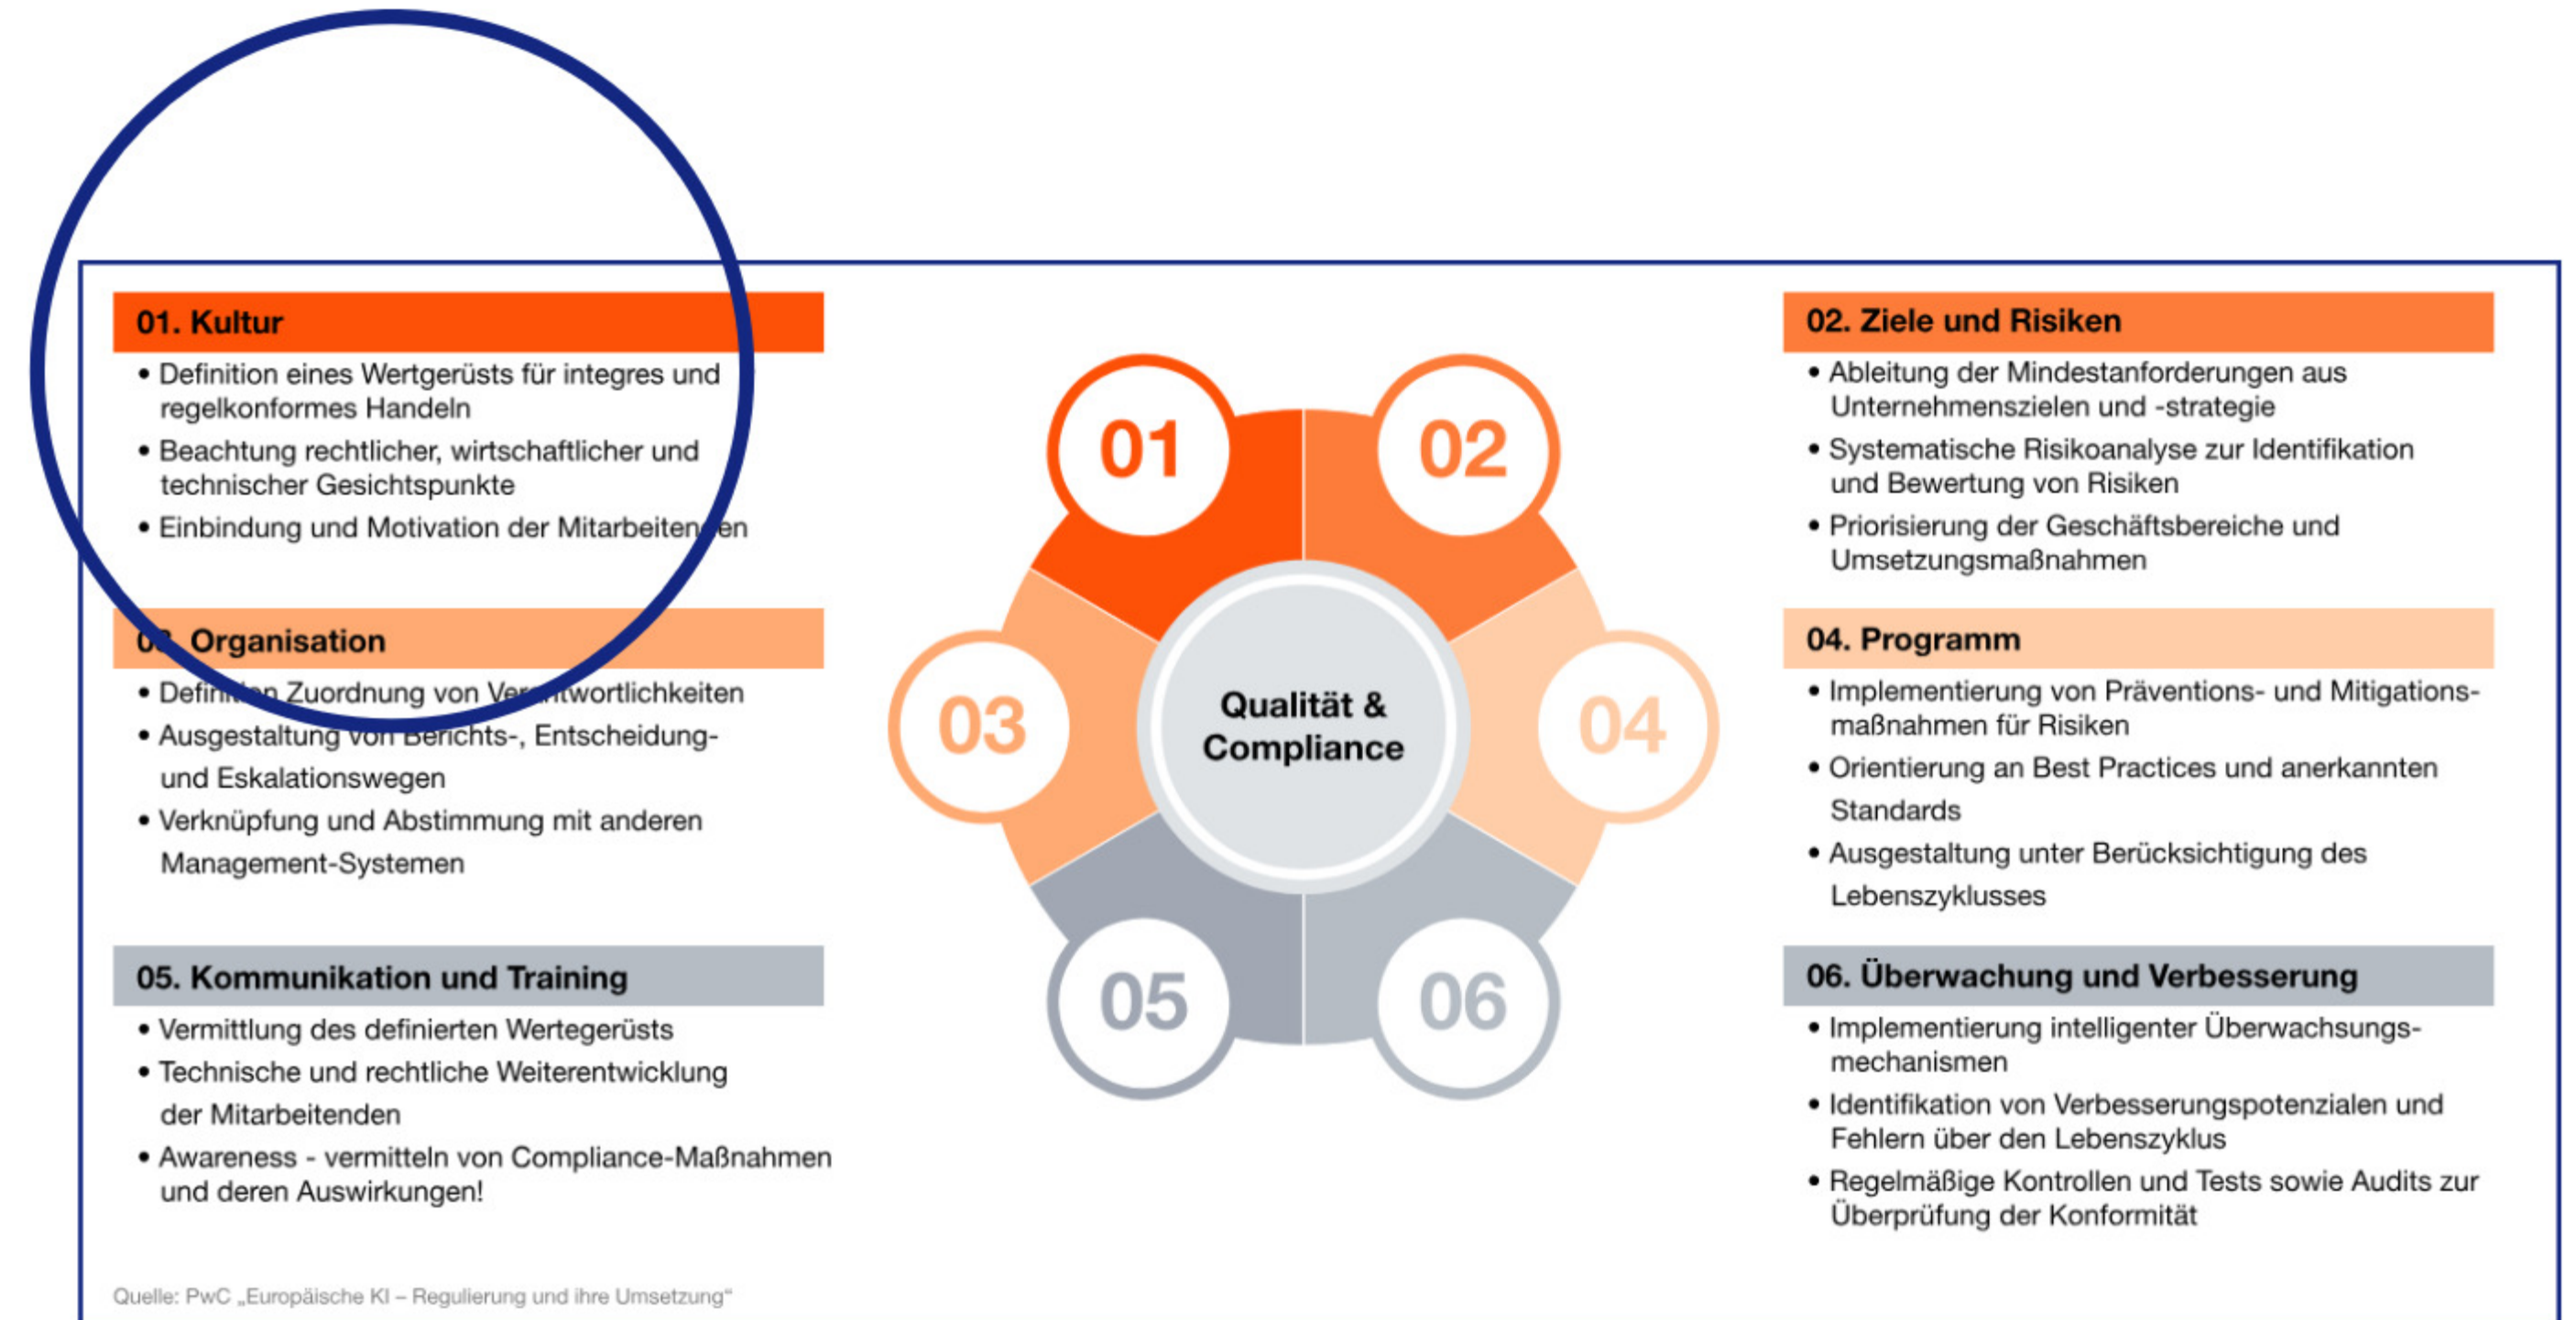 01. Kultur
• Definition eines Wertgerüsts für integres und
regelkonformes Handeln
• Beachtung rechtlicher, wirtschaftlicher und
technischer Gesichtspunkte
• Einbindung und Motivation der Mitarbeitenden
03. Organisation
• Definition Zuordnung von Verantwortlichkeiten
• Ausgestaltung von Berichts-, Entscheidung-
und Eskalationswegen
• Verknüpfung und Abstimmung mit anderen
Management-Systemen
05. Kommunikation und Training
• Vermittlung des definierten Wertegerüsts
• Technische und rechtliche Weiterentwicklung
der Mitarbeitenden
• Awareness - vermitteln von Compliance-Maßnahmen
und deren Auswirkungen!
01
02
03
Qualität &
Compliance
04
05
06
02. Ziele und Risiken
• Ableitung der Mindestanforderungen aus
Unternehmenszielen und -strategie
• Systematische Risikoanalyse zur Identifikation
und Bewertung von Risiken
• Priorisierung der Geschäftsbereiche und
Umsetzungsmaßnahmen
04. Programm
• Implementierung von Präventions- und Mitigations-
maßnahmen für Risiken
• Orientierung an Best Practices und anerkannten
Standards
• Ausgestaltung unter Berücksichtigung des
Lebenszyklusses
06. Überwachung und Verbesserung
• Implementierung intelligenter Überwachsungs-
mechanismen
• Identifikation von Verbesserungspotenzialen und
Fehlern über den Lebenszyklus
• Regelmäßige Kontrollen und Tests sowie Audits zur
Überprüfung der Konformität
Quelle: PwC „Europäische KI – Regulierung und ihre Umsetzung“